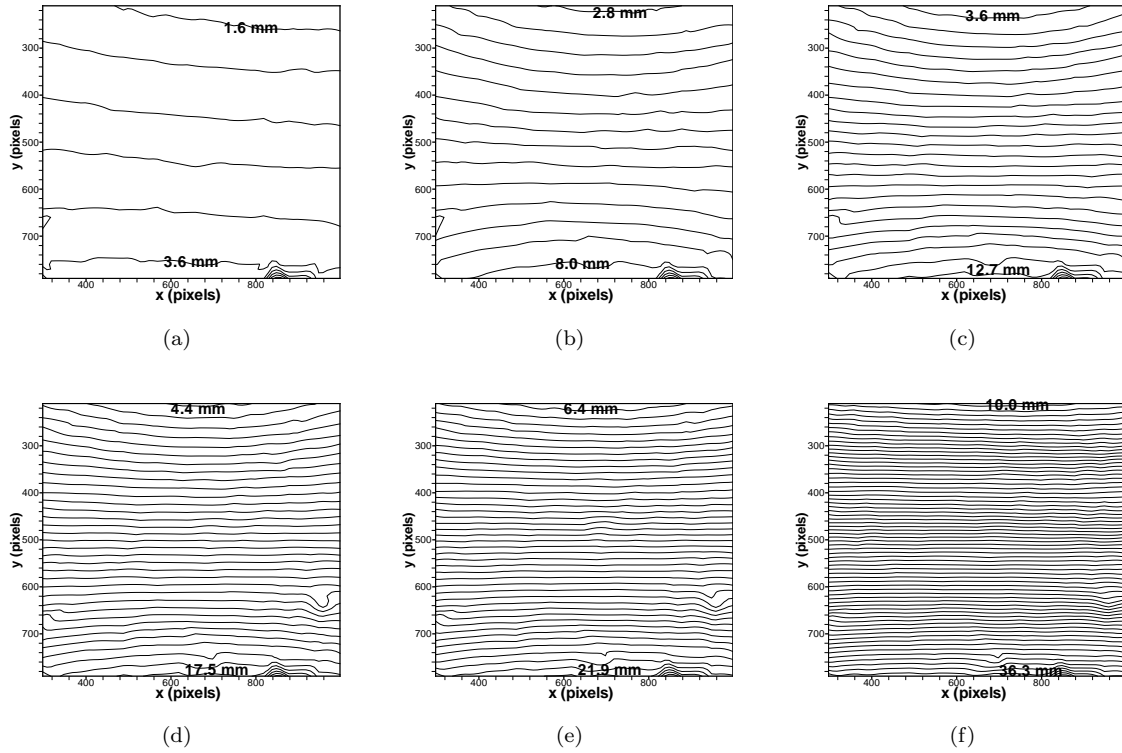 1.6 mm
300
400
500
600
700
y (pixels)
3.6 mm
400
600
800
x (pixels)
(a)
2.8 mm
300
400
500
600
700
y (pixels)
8.0 mm
400
600
800
x (pixels)
(b)
3.6 mm
300
400
500
600
700
y (pixels)
12.7 mm
400
600
800
x (pixels)
(c)
4.4 mm
300
400
500
600
700
y (pixels)
17.5 mm
400
600
800
x (pixels)
(d)
6.4 mm
300
400
500
600
700
y (pixels)
21.9 mm
400
600
800
x (pixels)
(e)
10.0 mm
300
400
500
600
700
y (pixels)
36.3 mm
400
600
800
x (pixels)
(f)